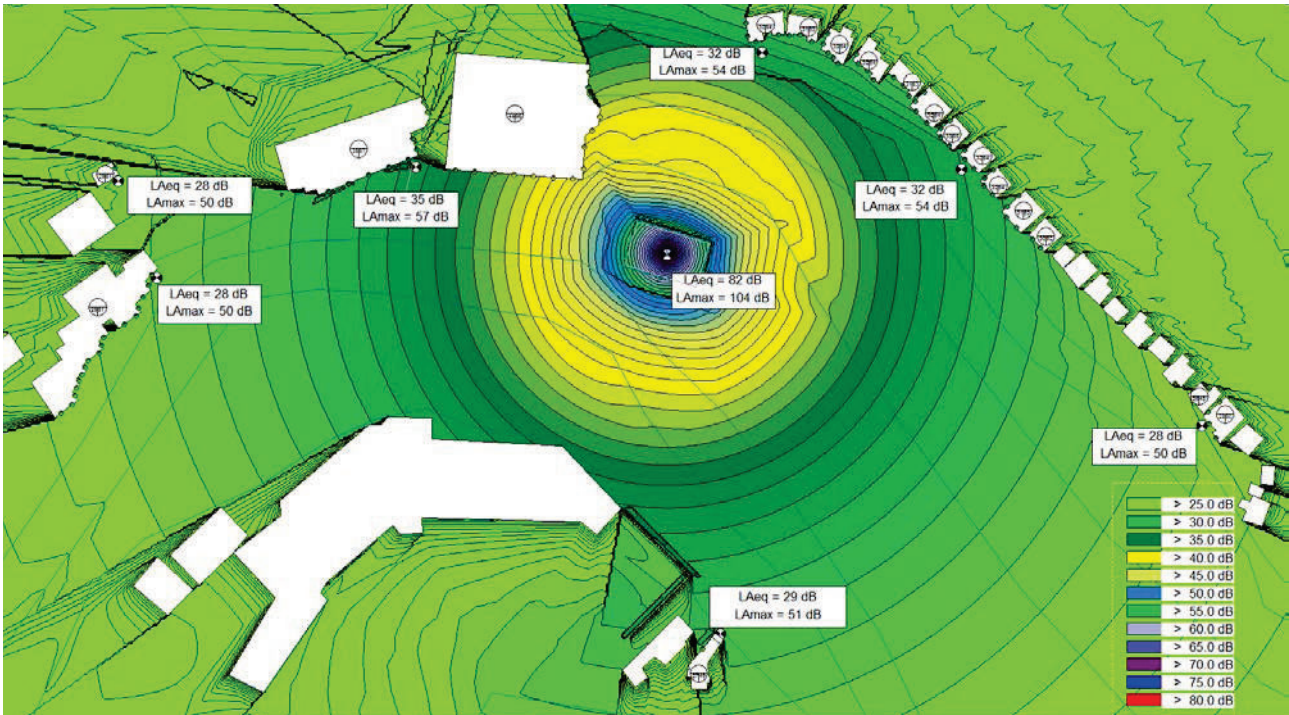 LAeq = 32 dB
LAmax = 54 dB
LAeq = 28 dB
LAmax = 50 dB
LAeq = 35 dB
LAmax = 57 dB
LAeq = 32 dB
LAmax = 54 dB
LAeq = 28 dB
LAmax = 50 dB
LAeq = 82 dB
LAmax = 104 dB
LAeq = 28 dB
LAmax = 50 dB
LAeq = 29 dB
LAmax = 51 dB
> 25.0 dB
> 30.0 dB
> 35.0 dB
> 40.0 dB
> 45.0 dB
> 50.0 dB
> 55.0 dB
> 60.0 dB
> 65.0 dB
> 70.0 dB
> 75.0 dB
> 80.0 dB